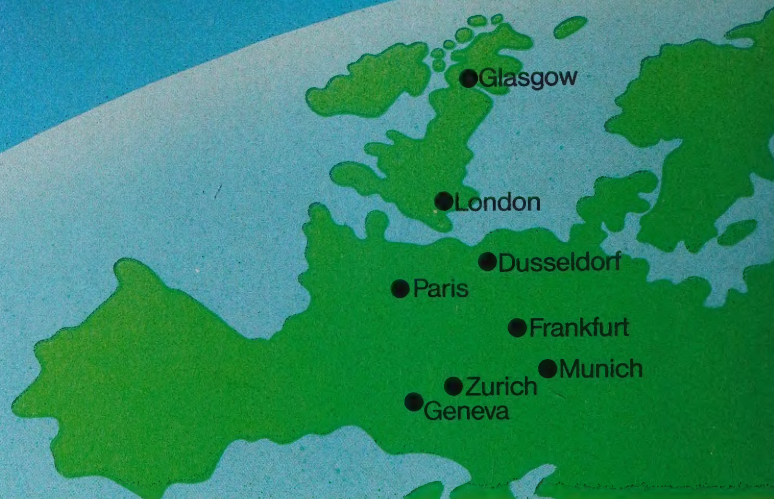 Glasgow
London
Dusseldorf
Paris
Frankfurt
Munich
Zurich
Geneva